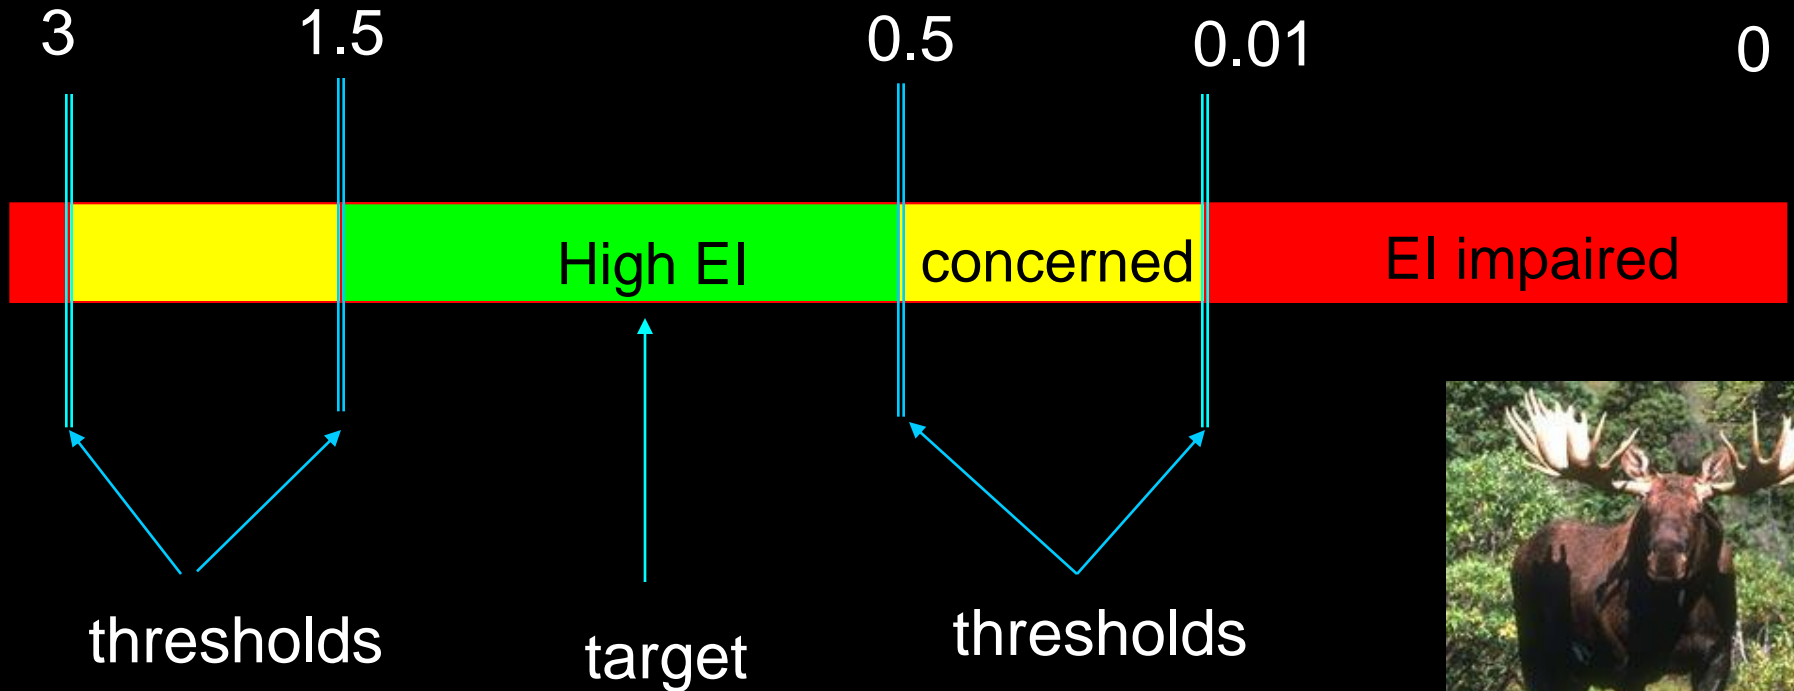 3 1.5 0.5 0.01 0
High EI concerned EI impaired
thresholds target thresholds